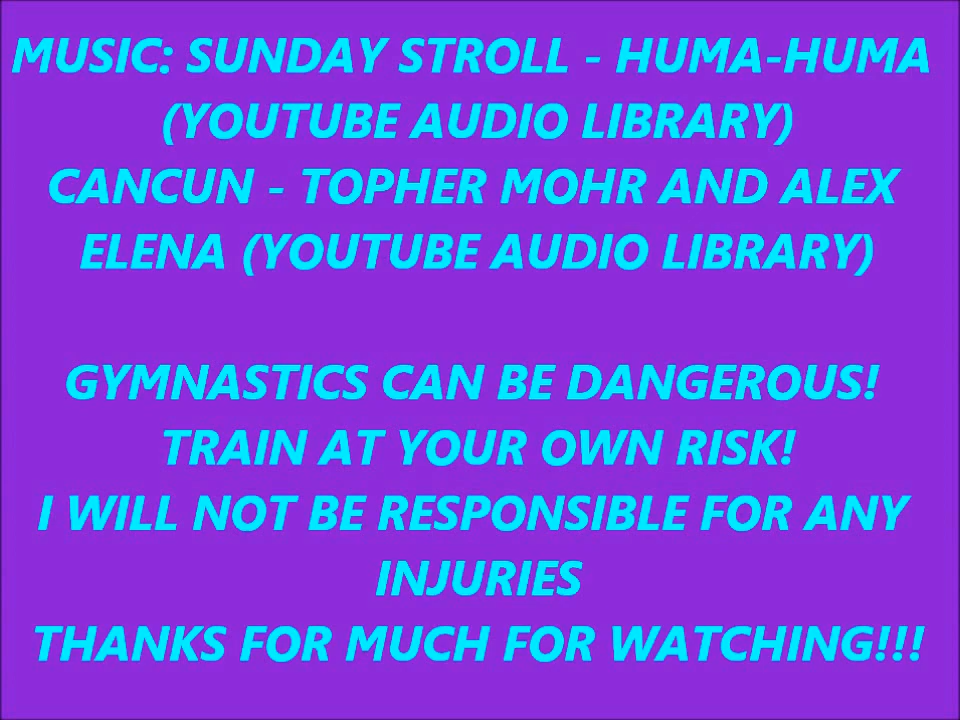 MUSIC: SUNDAY STROLL - HUMA-HUMA
(YOUTUBE AUDIO LIBRARY)
CANCUN - TOPHER MOHR AND ALEX
ELENA (YOUTUBE AUDIO LIBRARY)
GYMNASTICS CAN BE DANGEROUS!
TRAIN AT YOUR OWN RISK!
I WILL NOT BE RESPONSIBLE FOR ANY
INJURIES
THANKS FOR MUCH FOR WATCHING!!!